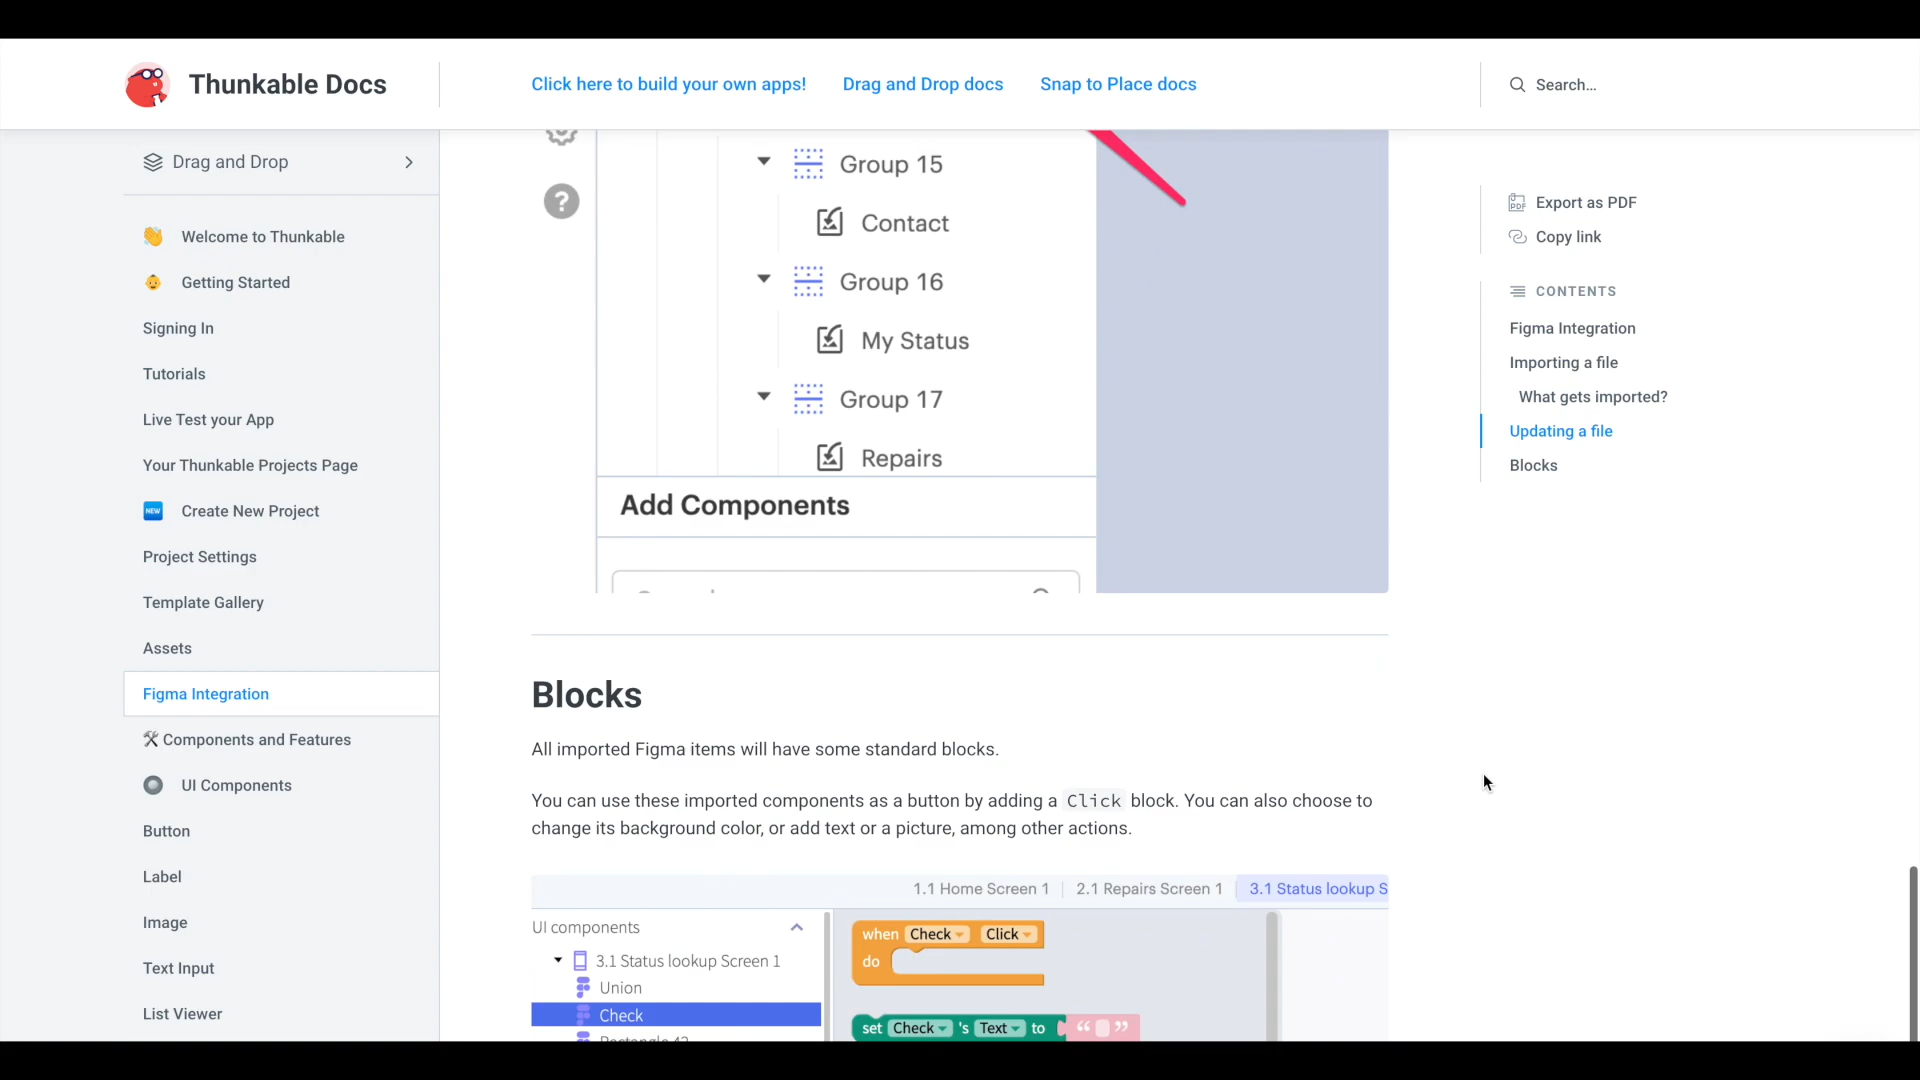 Thunkable Docs
Click here to build your own apps!
Drag and Drop docs
Snap to Place docs
Search...
Drag and Drop
Welcome to Thunkable
Getting Started
Signing In
Tutorials
Live Test your App
Your Thunkable Projects Page
NEW
Create New Project
Project Settings
Template Gallery
Assets
Figma Integration
Components and Features
UI Components
Button
Label
Image
Text Input
List Viewer
?
Group 15
Contact
Group 16
My Status
Group 17
Repairs
Add Components
Blocks
All imported Figma items will have some standard blocks.
You can use these imported components as a button by adding a Click block. You can also choose to
change its background color, or add text or a picture, among other actions.
1.1 Home Screen 1
2.1 Repairs Screen 1
3.1 Status lookup S
UI components
3.1 Status lookup Screen 1
Union
Check
when Check Click
do
set Check 's Text to “ ”
PDF
Export as PDF
Copy link
CONTENTS
Figma Integration
Importing a file
What gets imported?
Updating a file
Blocks